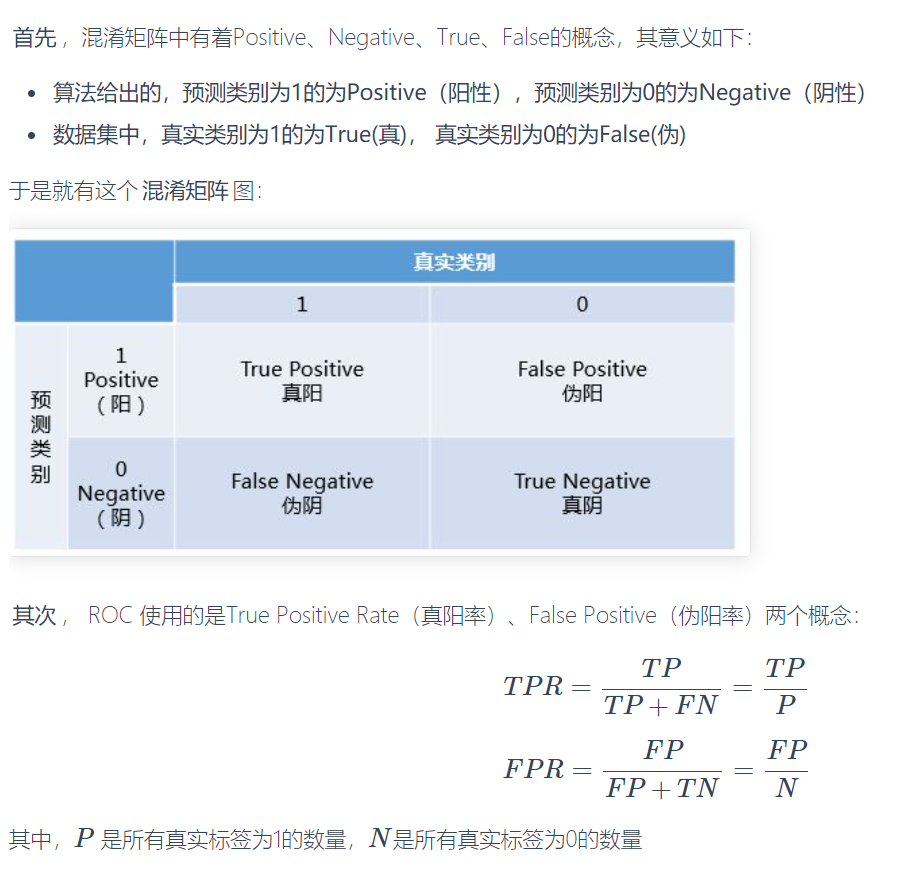 首先 ，混淆矩阵中有着Positive、Negative、True、False的概念，其意义如下：
• 算法给出的，预测类别为1的为Positive（阳性），预测类别为0的为Negative（阴性）
• 数据集中，真实类别为1的为True(真)， 真实类别为0的为False(伪)
于是就有这个 混淆矩阵 图：
真实类别
1 0
预测类别
1
Positive
（阳）
True Positive
真阳
False Positive
伪阳
0
Negative
（阴）
False Negative
伪阴
True Negative
真阴
其次 ， ROC 使用的是True Positive Rate（真阳率）、False Positive（伪阳率）两个概念：
TPR = TP / (TP + FN) = TP / P
FPR = FP / (FP + TN) = FP / N
其中，P 是所有真实标签为1的数量，N是所有真实标签为0的数量